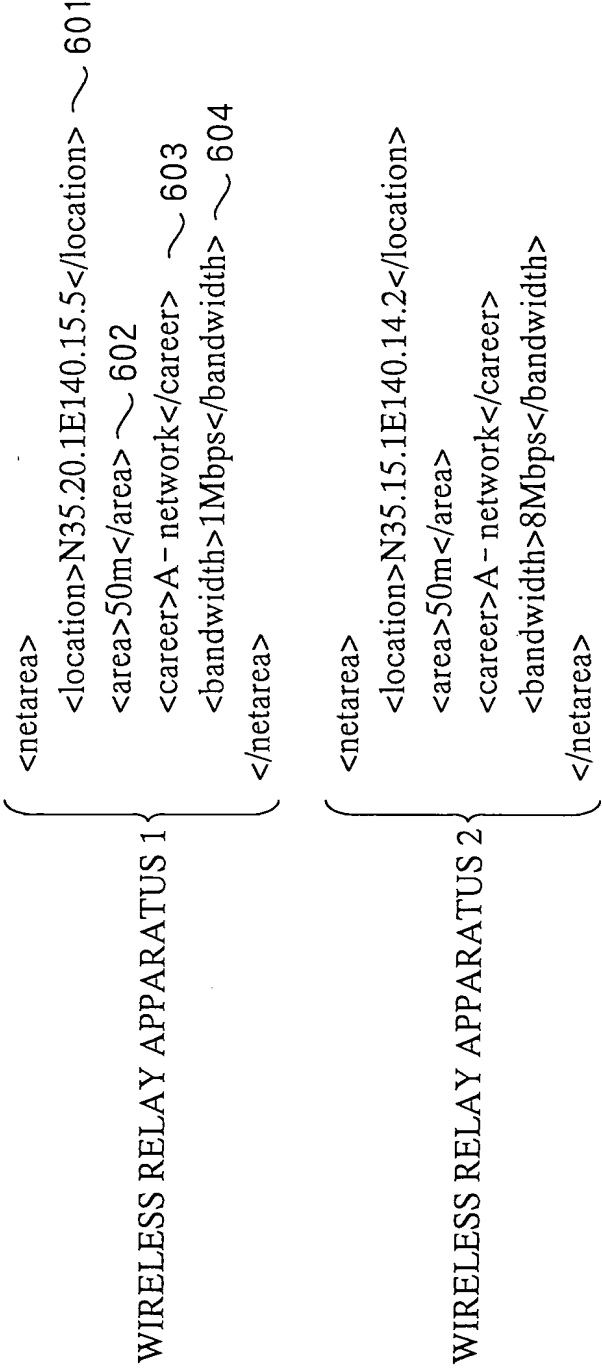 WIRELESS RELAY APPARATUS 1
<netarea>
<location>N35.20.1E140.15.5</location> 601
<area>50m</area> 602
<career>A-network</career> 603
<bandwidth>1Mbps</bandwidth> 604
</netarea>
WIRELESS RELAY APPARATUS 2
<netarea>
<location>N35.15.1E140.14.2</location>
<area>50m</area>
<career>A-network</career>
<bandwidth>8Mbps</bandwidth>
</netarea>